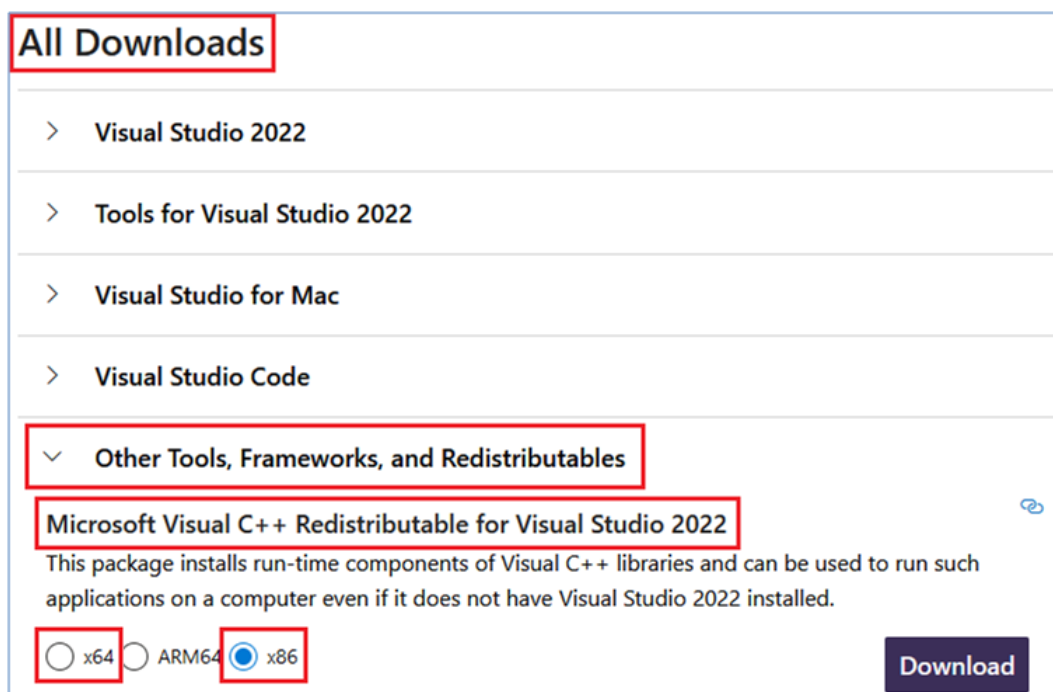 All Downloads
Visual Studio 2022
Tools for Visual Studio 2022
Visual Studio for Mac
Visual Studio Code
Other Tools, Frameworks, and Redistributables
Microsoft Visual C++ Redistributable for Visual Studio 2022
This package installs run-time components of Visual C++ libraries and can be used to run such
applications on a computer even if it does not have Visual Studio 2022 installed.
x64 ARM64 x86
Download